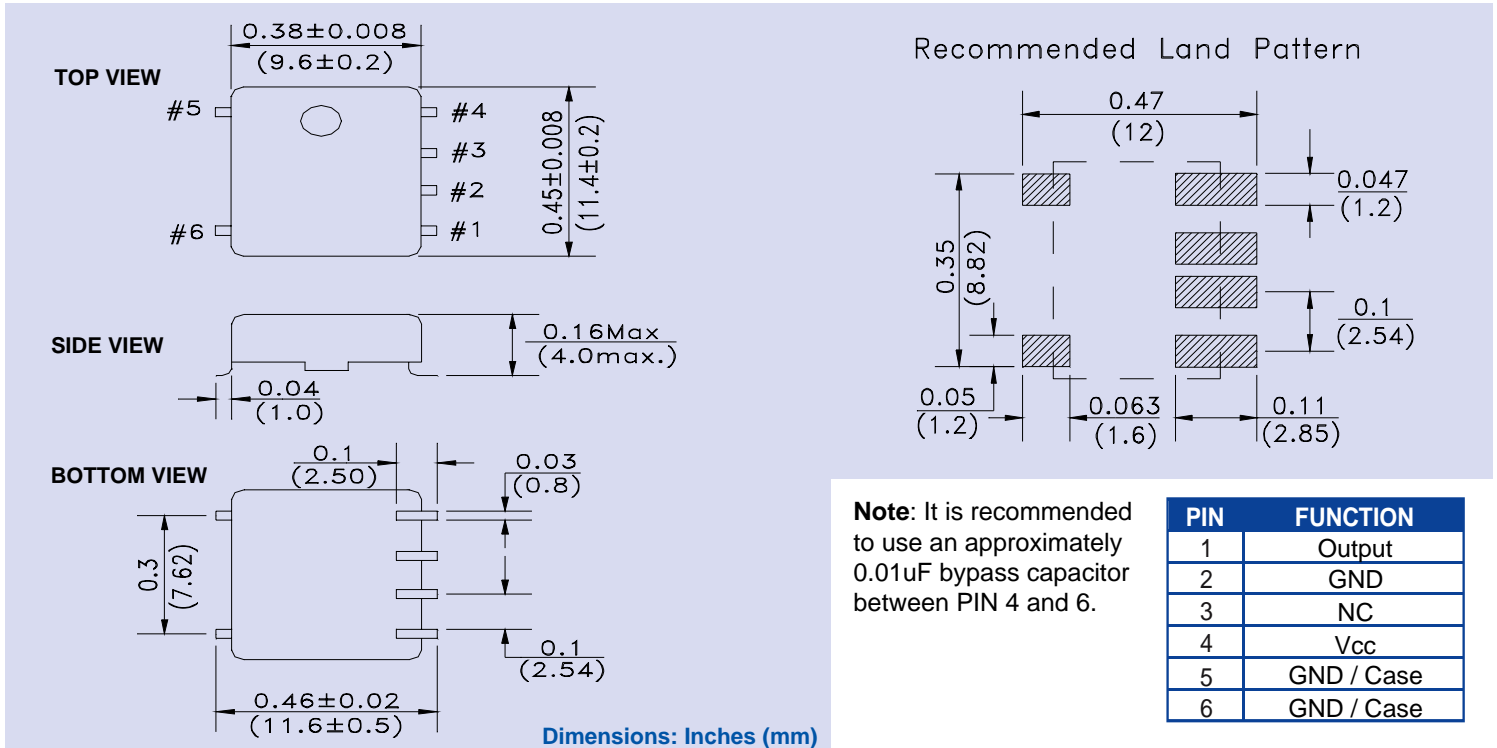 TOP VIEW
0.38±0.008
(9.6±0.2)
#5
#6
#4
#3
#2
#1
0.45±0.008
(11.4±0.2)
SIDE VIEW
0.16Max
(4.0max.)
0.04
(1.0)
BOTTOM VIEW
0.1
(2.50)
0.03
(0.8)
0.3
(7.62)
0.1
(2.54)
0.46±0.02
(11.6±0.5)
Dimensions: Inches (mm)
Recommended Land Pattern
0.47
(12)
0.047
(1.2)
0.35
(8.82)
0.1
(2.54)
0.05
(1.2)
0.063
(1.6)
0.11
(2.85)
Note: It is recommended
to use an approximately
0.01uF bypass capacitor
between PIN 4 and 6.
PIN FUNCTION
1 Output
2 GND
3 NC
4 Vcc
5 GND / Case
6 GND / Case